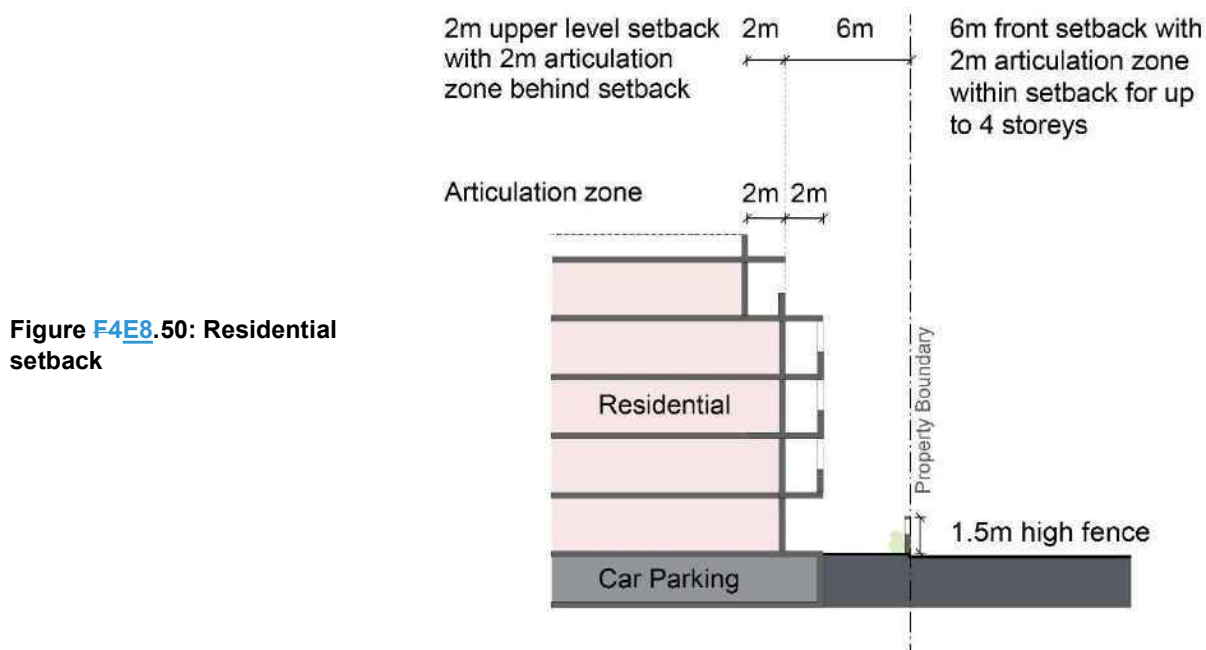 2m upper level setback
with 2m articulation
zone behind setback
2m
6m
6m front setback with
2m articulation zone
within setback for up
to 4 storeys
Articulation zone
2m
2m
Figure F4E8.50: Residential
setback
Residential
Property Boundary
1.5m high fence
Car Parking